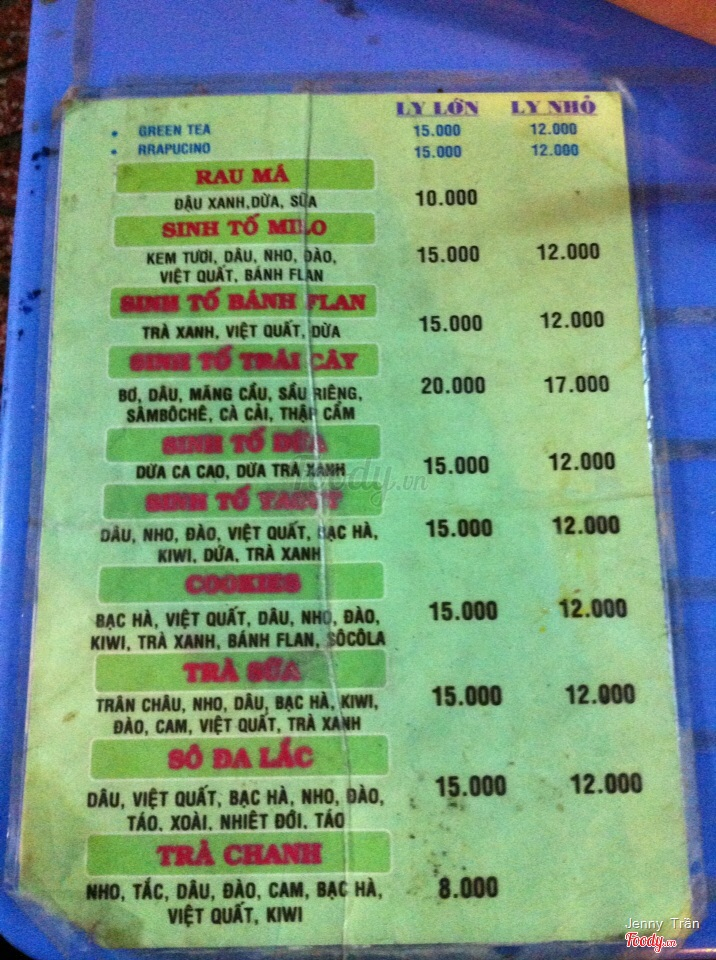 LY LỚN LY NHỎ
• GREEN TEA 15.000 12.000
• RRAPUCINO 15.000 12.000
RAU MÁ
ĐẬU XANH,DỪA, SỮA 10.000
SINH TỐ MILO
KEM TƯƠI, DÂU, NHO, ĐÀO, 15.000 12.000
VIỆT QUẤT, BÁNH FLAN
SINH TỐ BÁNH FLAN
TRÀ XANH, VIỆT QUẤT, DỪA 15.000 12.000
SINH TỐ TRÁI CÂY
BƠ, DÂU, MÃNG CẦU, SẦU RIÊNG, 20.000 17.000
SÂMBÔCHÊ, CÀ CẢI, THẬP CẨM
SINH TỐ DỪA
DỪA CA CAO, DỪA TRÀ XANH 15.000 12.000
SINH TỐ YAOUT
DÂU, NHO, ĐÀO, VIỆT QUẤT, BẠC HÀ, 15.000 12.000
KIWI, DỨA, TRÀ XANH
COOKIES
BẠC HÀ, VIỆT QUẤT, DÂU, NHO, ĐÀO, 15.000 12.000
KIWI, TRÀ XANH, BÁNH FLAN, SÔCÔLA
TRÀ SỮA
TRÂN CHÂU, NHO, DÂU, BẠC HÀ, KIWI, 15.000 12.000
ĐÀO, CAM, VIỆT QUẤT, TRÀ XANH
SÔ ĐA LẮC
DÂU, VIỆT QUẤT, BẠC HÀ, NHO, ĐÀO, 15.000 12.000
TÁO, XOÀI, NHIỆT ĐỚI, TÁO
TRÀ CHANH
NHO, TẮC, DÂU, ĐÀO, CAM, BẠC HÀ, 8.000
VIỆT QUẤT, KIWI
foody.vn
Jenny Trần
Foody.vn